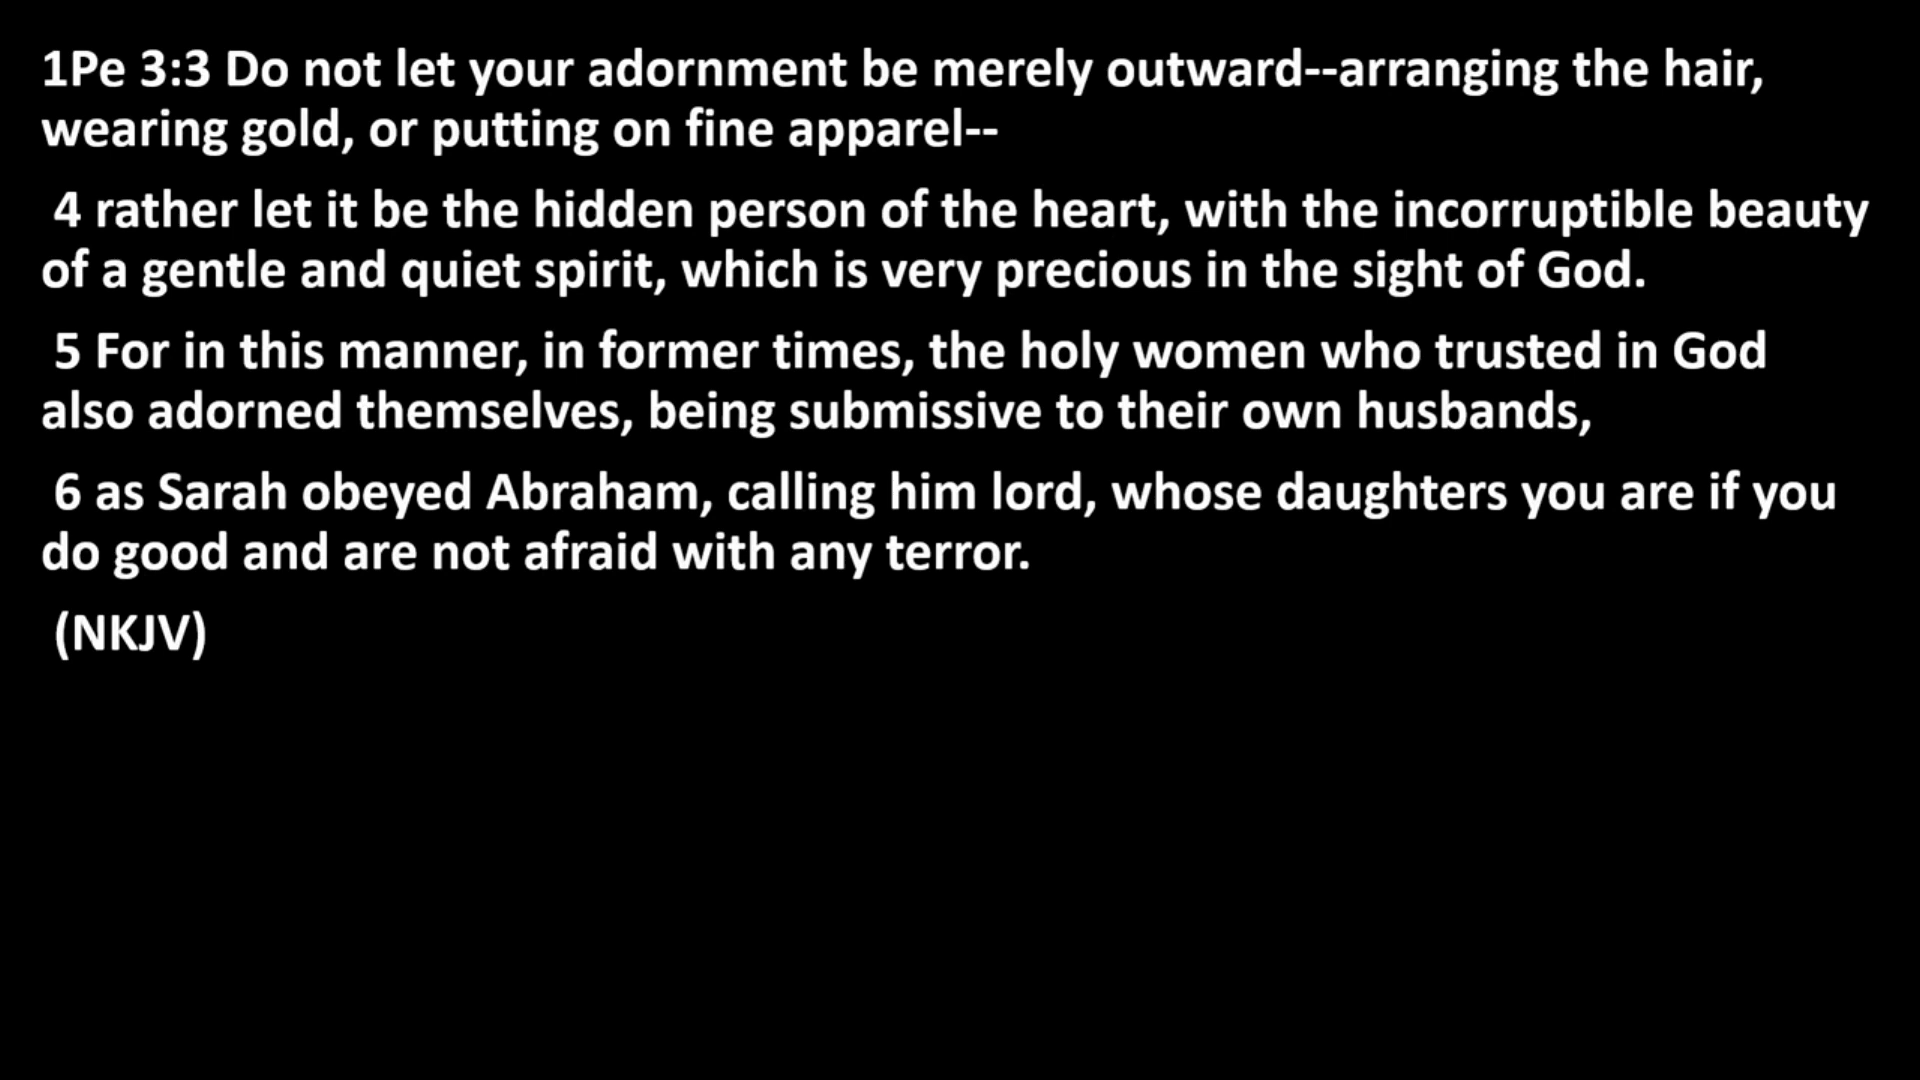 1Pe 3:3 Do not let your adornment be merely outward--arranging the hair,
wearing gold, or putting on fine apparel--
4 rather let it be the hidden person of the heart, with the incorruptible beauty
of a gentle and quiet spirit, which is very precious in the sight of God.
5 For in this manner, in former times, the holy women who trusted in God
also adorned themselves, being submissive to their own husbands,
6 as Sarah obeyed Abraham, calling him lord, whose daughters you are if you
do good and are not afraid with any terror.
(NKJV)